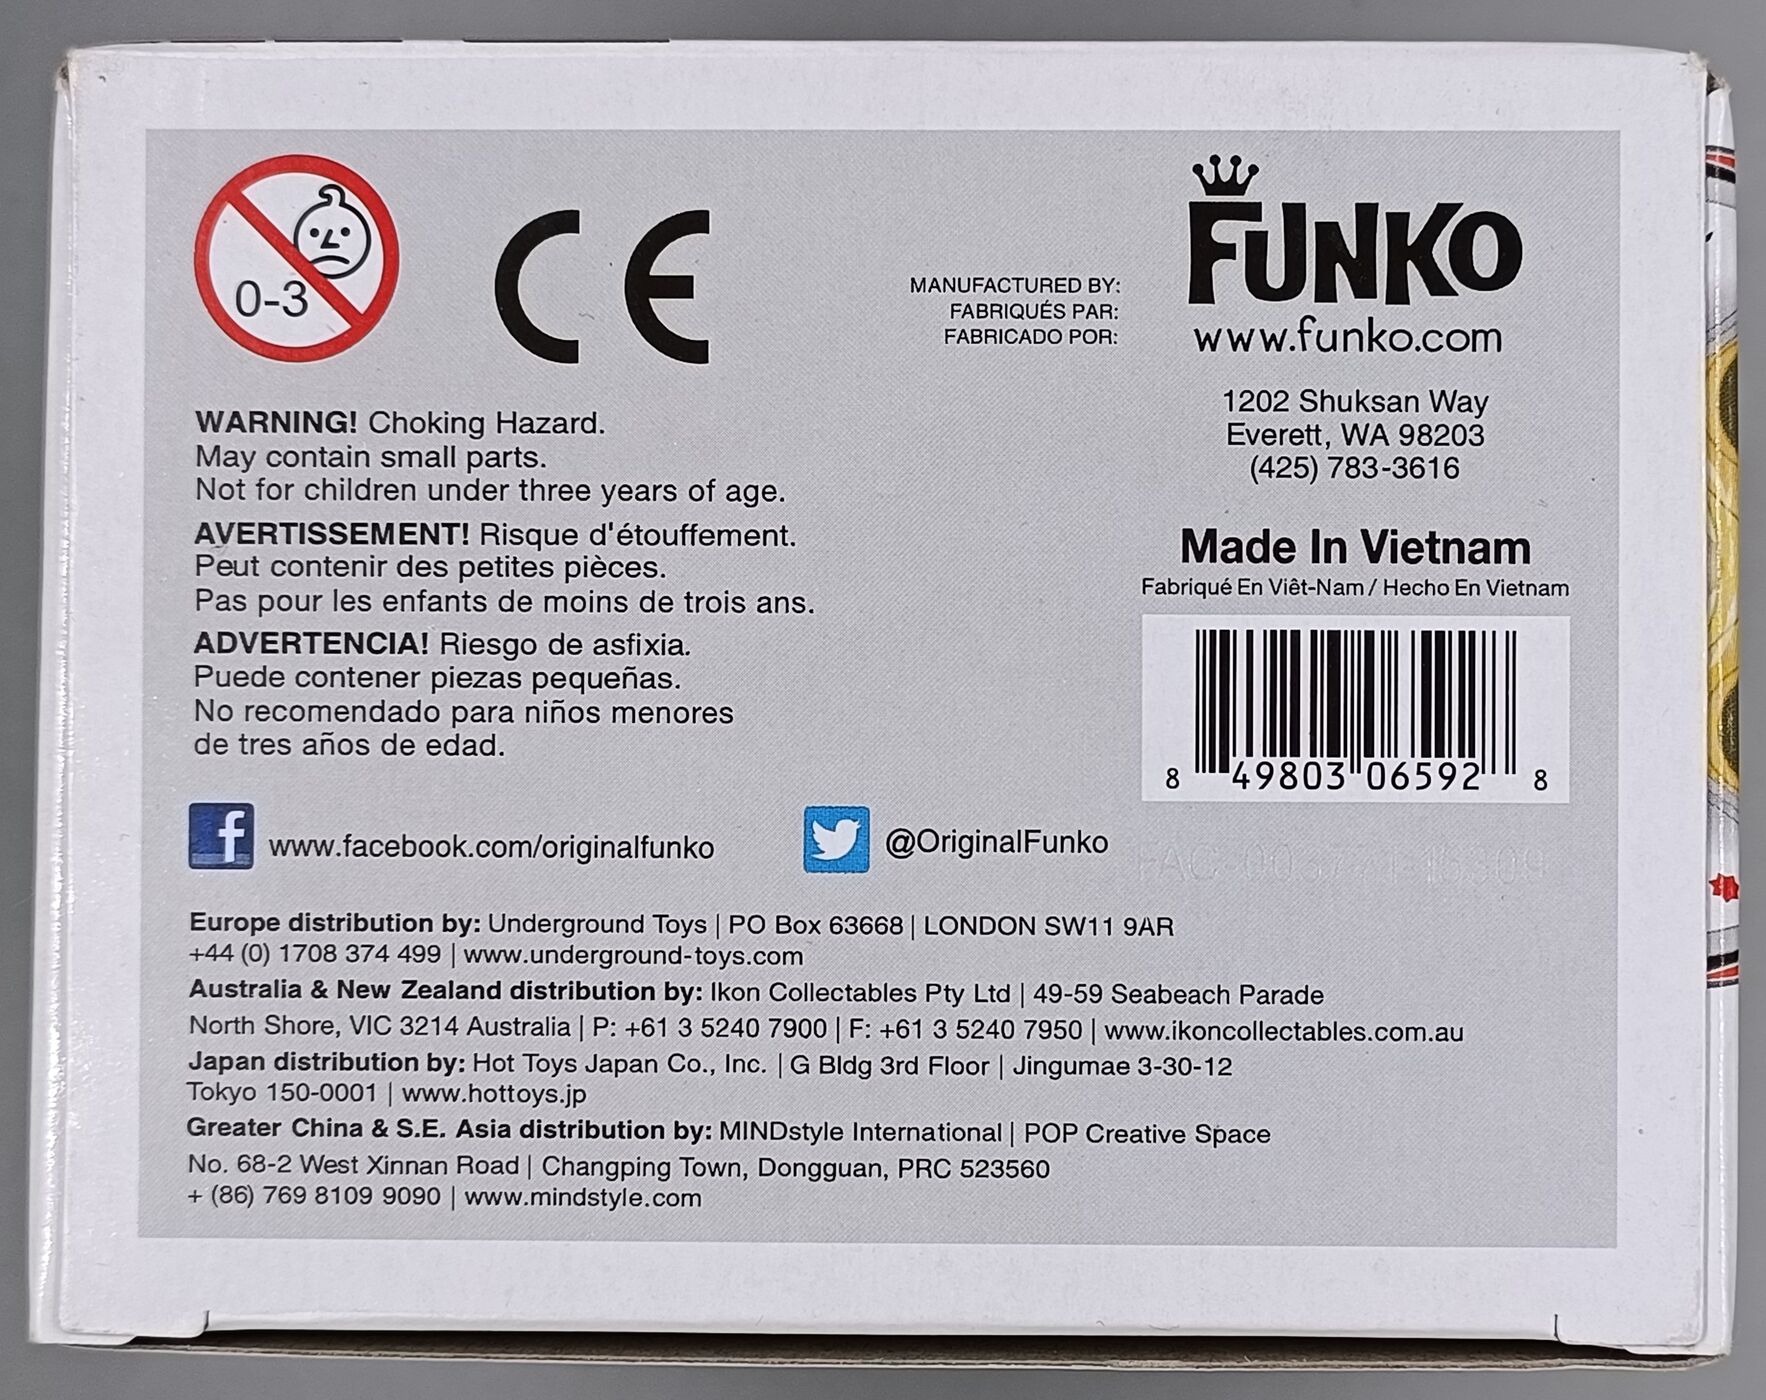 0-3
CE
MANUFACTURED BY:
FABRIQUÉS PAR:
FABRICADO POR:
FUNKO
www.funko.com
1202 Shuksan Way
Everett, WA 98203
(425) 783-3616
Made In Vietnam
Fabriqué En Viêt-Nam / Hecho En Vietnam
8 49803 06592 8
WARNING! Choking Hazard.
May contain small parts.
Not for children under three years of age.
AVERTISSEMENT! Risque d'étouffement.
Peut contenir des petites pièces.
Pas pour les enfants de moins de trois ans.
ADVERTENCIA! Riesgo de asfixia.
Puede contener piezas pequeñas.
No recomendado para niños menores
de tres años de edad.
f www.facebook.com/originalfunko
@OriginalFunko
Europe distribution by: Underground Toys | PO Box 63668 | LONDON SW11 9AR
+44 (0) 1708 374 499 | www.underground-toys.com
Australia & New Zealand distribution by: Ikon Collectables Pty Ltd | 49-59 Seabeach Parade
North Shore, VIC 3214 Australia | P: +61 3 5240 7900 | F: +61 3 5240 7950 | www.ikoncollectables.com.au
Japan distribution by: Hot Toys Japan Co., Inc. | G Bldg 3rd Floor | Jingumae 3-30-12
Tokyo 150-0001 | www.hottoys.jp
Greater China & S.E. Asia distribution by: MINDstyle International | POP Creative Space
No. 68-2 West Xinnan Road | Changping Town, Dongguan, PRC 523560
+ (86) 769 8109 9090 | www.mindstyle.com